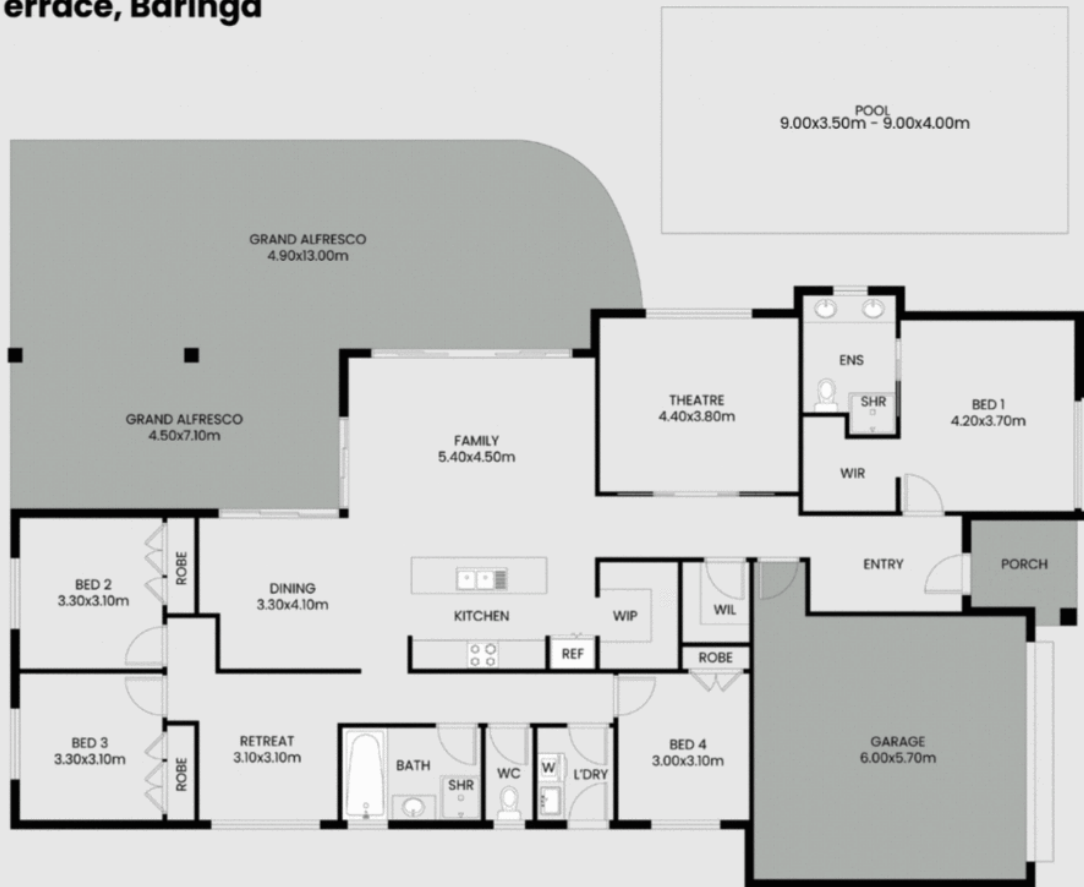 errace, Baringa
POOL
9.00x3.50m - 9.00x4.00m
GRAND ALFRESCO
4.90x13.00m
GRAND ALFRESCO
4.50x7.10m
FAMILY
5.40x4.50m
THEATRE
4.40x3.80m
ENS
SHR
BED 1
4.20x3.70m
WIR
BED 2
3.30x3.10m
ROBE
DINING
3.30x4.10m
KITCHEN
REF
WIP
WIL
ROBE
ENTRY
PORCH
BED 3
3.30x3.10m
ROBE
RETREAT
3.10x3.10m
BATH
SHR
WC
W
L'DRY
BED 4
3.00x3.10m
GARAGE
6.00x5.70m